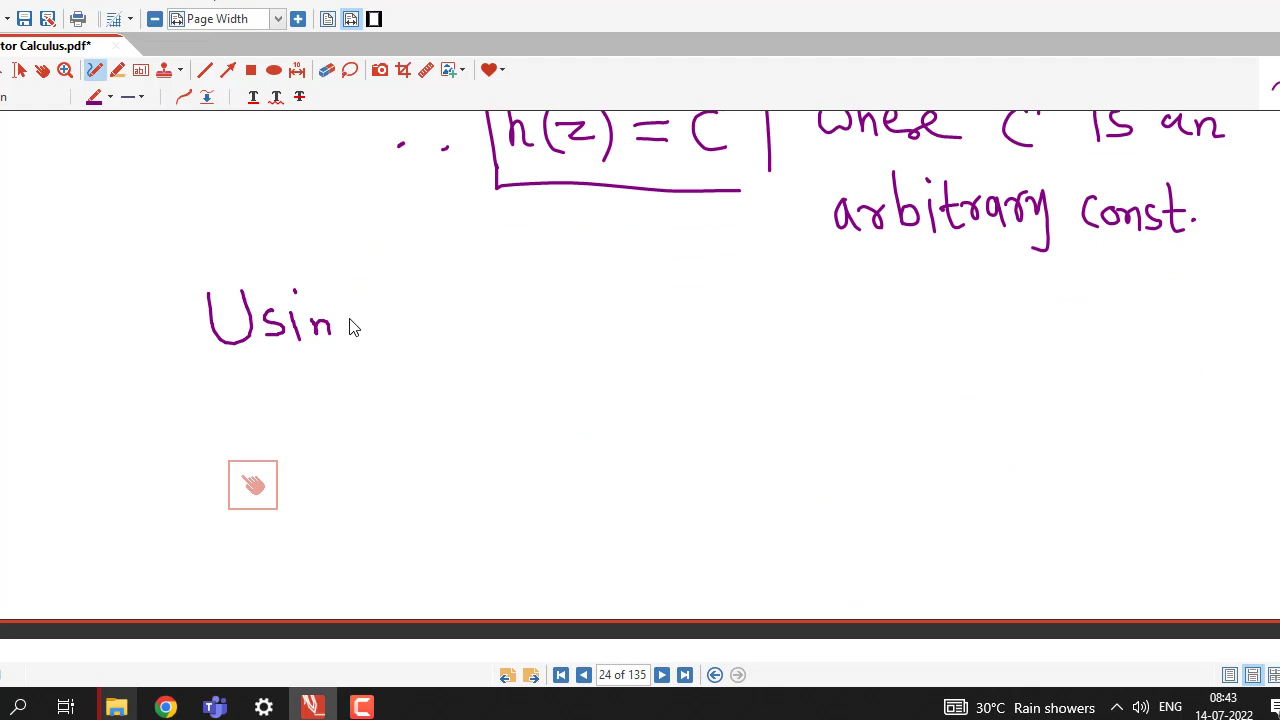 Page Width
tor Calculus.pdf*
∴ h(z) = C where C is an
arbitrary const.
Usin
24 of 135
30°C Rain showers ENG 08:43
14-07-2022